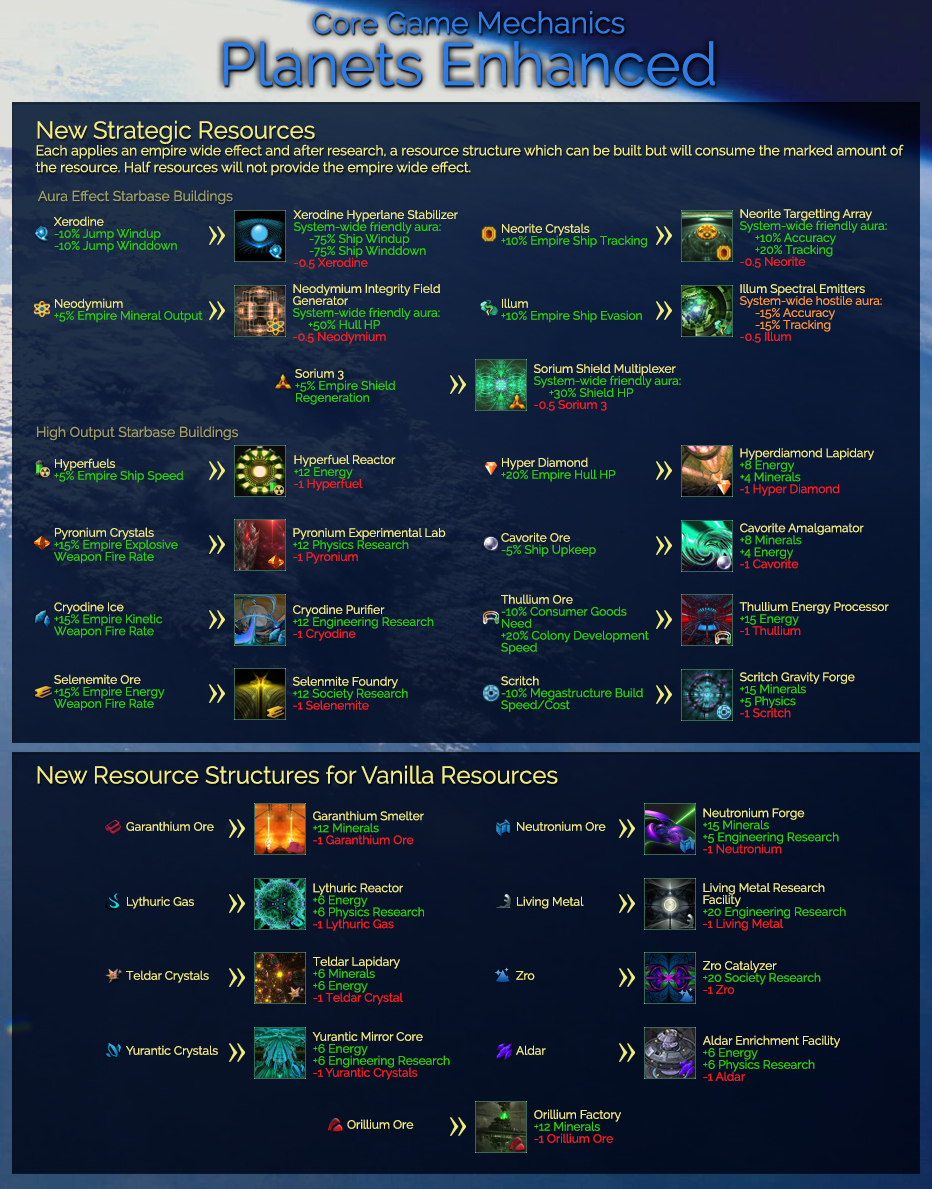 Core Game Mechanics
Planets Enhanced
New Strategic Resources
Each applies an empire wide effect and after research, a resource structure which can be built but will consume the marked amount of
the resource. Half resources will not provide the empire wide effect.
Aura Effect Starbase Buildings
Xerodine
-10% Jump Windup
-10% Jump Winddown
Xerodine Hyperlane Stabilizer
System-wide friendly aura:
-75% Ship Windup
-75% Ship Winddown
-0.5 Xerodine
Neorite Crystals
+10% Empire Ship Tracking
Neorite Targetting Array
System-wide friendly aura:
+10% Accuracy
+20% Tracking
-0.5 Neorite
Neodymium
+5% Empire Mineral Output
Neodymium Integrity Field
Generator
System-wide friendly aura:
+50% Hull HP
-0.5 Neodymium
Illum
+10% Empire Ship Evasion
Illum Spectral Emitters
System-wide hostile aura:
-15% Accuracy
-15% Tracking
-0.5 Illum
Sorium 3
+5% Empire Shield
Regeneration
Sorium Shield Multiplexer
System-wide friendly aura:
+30% Shield HP
-0.5 Sorium 3
High Output Starbase Buildings
Hyperfuels
+5% Empire Ship Speed
Hyperfuel Reactor
+12 Energy
-1 Hyperfuel
Hyper Diamond
+20% Empire Hull HP
Hyperdiamond Lapidary
+8 Energy
+4 Minerals
-1 Hyper Diamond
Pyronium Crystals
+15% Empire Explosive
Weapon Fire Rate
Pyronium Experimental Lab
+12 Physics Research
-1 Pyronium
Cavorite Ore
-5% Ship Upkeep
Cavorite Amalgamator
+8 Minerals
+4 Energy
-1 Cavorite
Cryodine Ice
+15% Empire Kinetic
Weapon Fire Rate
Cryodine Purifier
+12 Engineering Research
-1 Cryodine
Thullium Ore
-10% Consumer Goods
Need
+20% Colony Development
Speed
Thullium Energy Processor
+15 Energy
-1 Thullium
Selenemite Ore
+15% Empire Energy
Weapon Fire Rate
Selenmite Foundry
+12 Society Research
-1 Selenemite
Scritch
-10% Megastructure Build
Speed/Cost
Scritch Gravity Forge
+15 Minerals
+5 Physics
-1 Scritch
New Resource Structures for Vanilla Resources
Garanthium Ore
Garanthium Smelter
+12 Minerals
-1 Garanthium Ore
Neutronium Ore
Neutronium Forge
+15 Minerals
+5 Engineering Research
-1 Neutronium
Lythuric Gas
Lythuric Reactor
+6 Energy
+6 Physics Research
-1 Lythuric Gas
Living Metal
Living Metal Research
Facility
+20 Engineering Research
-1 Living Metal
Teldar Crystals
Teldar Lapidary
+6 Minerals
+6 Energy
-1 Teldar Crystal
Zro
Zro Catalyzer
+20 Society Research
-1 Zro
Yurantic Crystals
Yurantic Mirror Core
+6 Energy
+6 Engineering Research
-1 Yurantic Crystals
Aldar
Aldar Enrichment Facility
+6 Energy
+6 Physics Research
-1 Aldar
Orillium Ore
Orillium Factory
+12 Minerals
-1 Orillium Ore